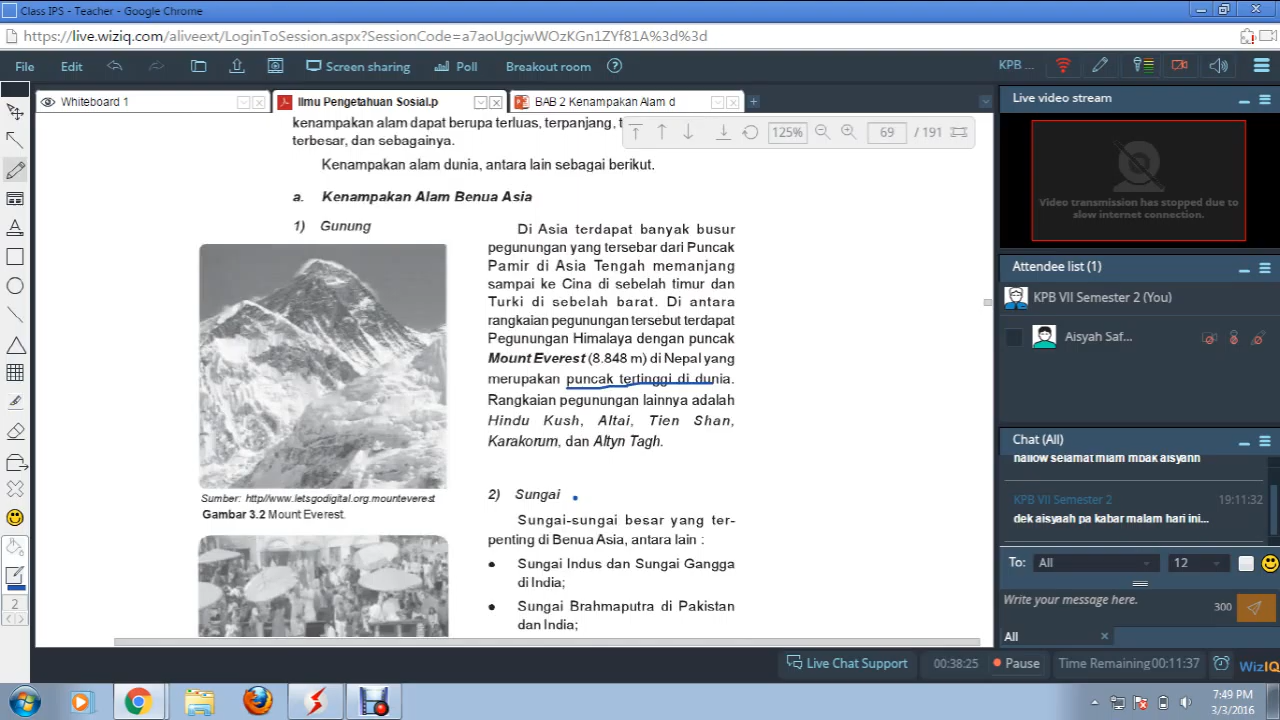 Class IPS - Teacher - Google Chrome
https://live.wiziq.com/aliveext/LoginToSession.aspx?SessionCode=a7aoUgcjwWOzKGn1ZYf81A%3d%3d
File Edit Screen sharing Poll Breakout room KPB ...
Whiteboard 1
Ilmu Pengetahuan Sosial.p
BAB 2 Kenampakan Alam d
125% 69 / 191
kenampakan alam dapat berupa terluas, terpanjang, t
terbesar, dan sebagainya.
Kenampakan alam dunia, antara lain sebagai berikut.
a. Kenampakan Alam Benua Asia
1) Gunung
Di Asia terdapat banyak busur
pegunungan yang tersebar dari Puncak
Pamir di Asia Tengah memanjang
sampai ke Cina di sebelah timur dan
Turki di sebelah barat. Di antara
rangkaian pegunungan tersebut terdapat
Pegunungan Himalaya dengan puncak
Mount Everest (8.848 m) di Nepal yang
merupakan puncak tertinggi di dunia.
Rangkaian pegunungan lainnya adalah
Hindu Kush, Altai, Tien Shan,
Karakorum, dan Altyn Tagh.
Sumber: http//www.letsgodigital.org.mounteverest
Gambar 3.2 Mount Everest.
2) Sungai
Sungai-sungai besar yang ter-
penting di Benua Asia, antara lain :
• Sungai Indus dan Sungai Gangga
di India;
• Sungai Brahmaputra di Pakistan
dan India;
2
Live video stream
Video transmission has stopped due to
slow internet connection.
Attendee list (1)
KPB VII Semester 2 (You)
Aisyah Saf...
Chat (All)
hallow selamat mlam mbak aisyahh
KPB VII Semester 2 19:11:32
dek aisyaah pa kabar malam hari ini...
To: All 12
Write your message here. 300
All
Live Chat Support 00:38:25 Pause Time Remaining 00:11:37 WizIQ
7:49 PM
3/3/2016